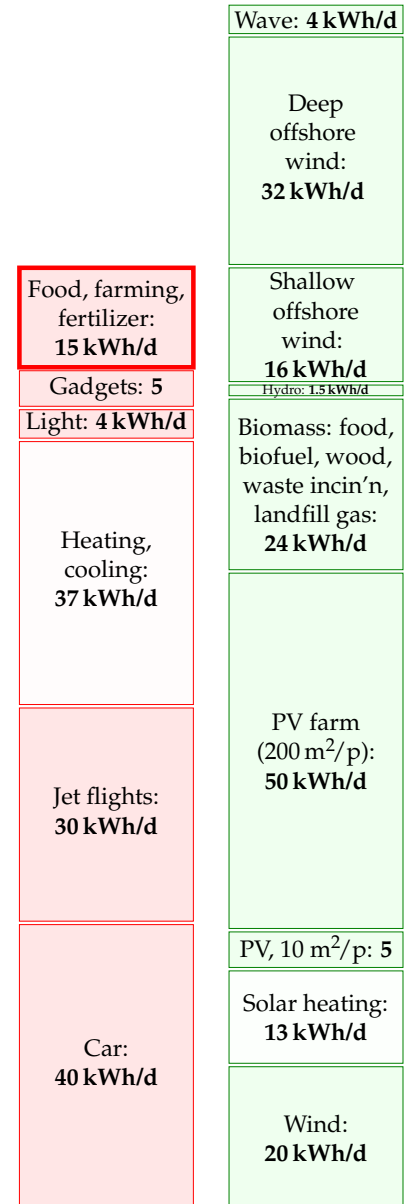 Food, farming,
fertilizer:
15 kWh/d
Gadgets: 5
Light: 4 kWh/d
Heating,
cooling:
37 kWh/d
Jet flights:
30 kWh/d
Car:
40 kWh/d
Wave: 4 kWh/d
Deep
offshore
wind:
32 kWh/d
Shallow
offshore
wind:
16 kWh/d
Hydro: 1.5 kWh/d
Biomass: food,
biofuel, wood,
waste incin'n,
landfill gas:
24 kWh/d
PV farm
(200 m²/p):
50 kWh/d
PV, 10 m²/p: 5
Solar heating:
13 kWh/d
Wind:
20 kWh/d